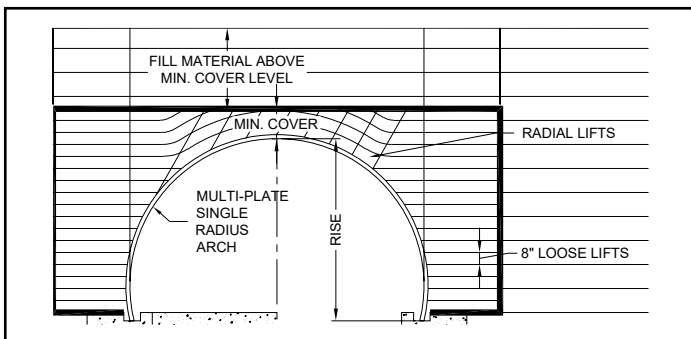 FILL MATERIAL ABOVE
MIN. COVER LEVEL
MIN. COVER
RADIAL LIFTS
MULTI-PLATE
SINGLE
RADIUS
ARCH
RISE
8" LOOSE LIFTS